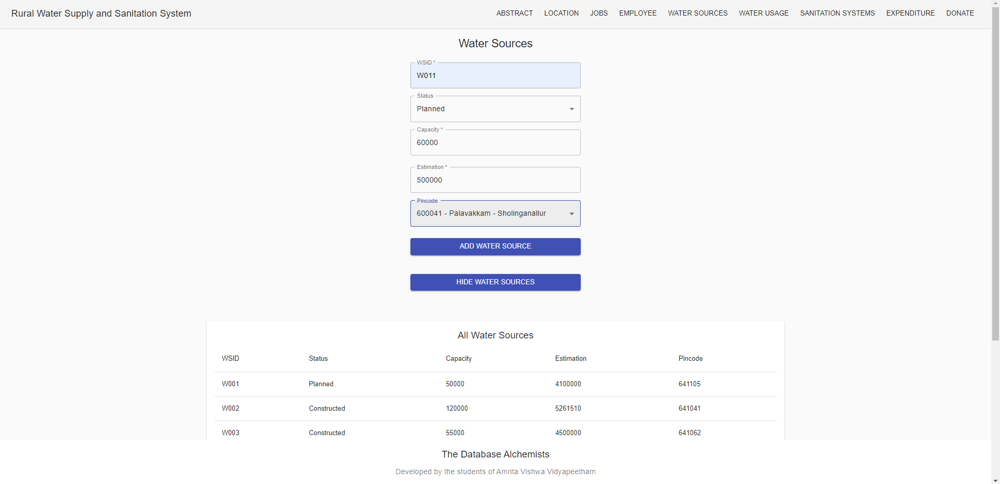 Rural Water Supply and Sanitation System ABSTRACT LOCATION JOBS EMPLOYEE WATER SOURCES WATER USAGE SANITATION SYSTEMS EXPENDITURE DONATE
Water Sources
WSID *
W011
Status
Planned
Capacity *
60000
Estimation *
500000
Pincode
600041 - Palavakkam - Sholinganallur
ADD WATER SOURCE
HIDE WATER SOURCES
All Water Sources
WSID Status Capacity Estimation Pincode
W001 Planned 50000 4100000 641105
W002 Constructed 120000 5261510 641041
W003 Constructed 55000 4500000 641062
The Database Alchemists
Developed by the students of Amrita Vishwa Vidyapeetham